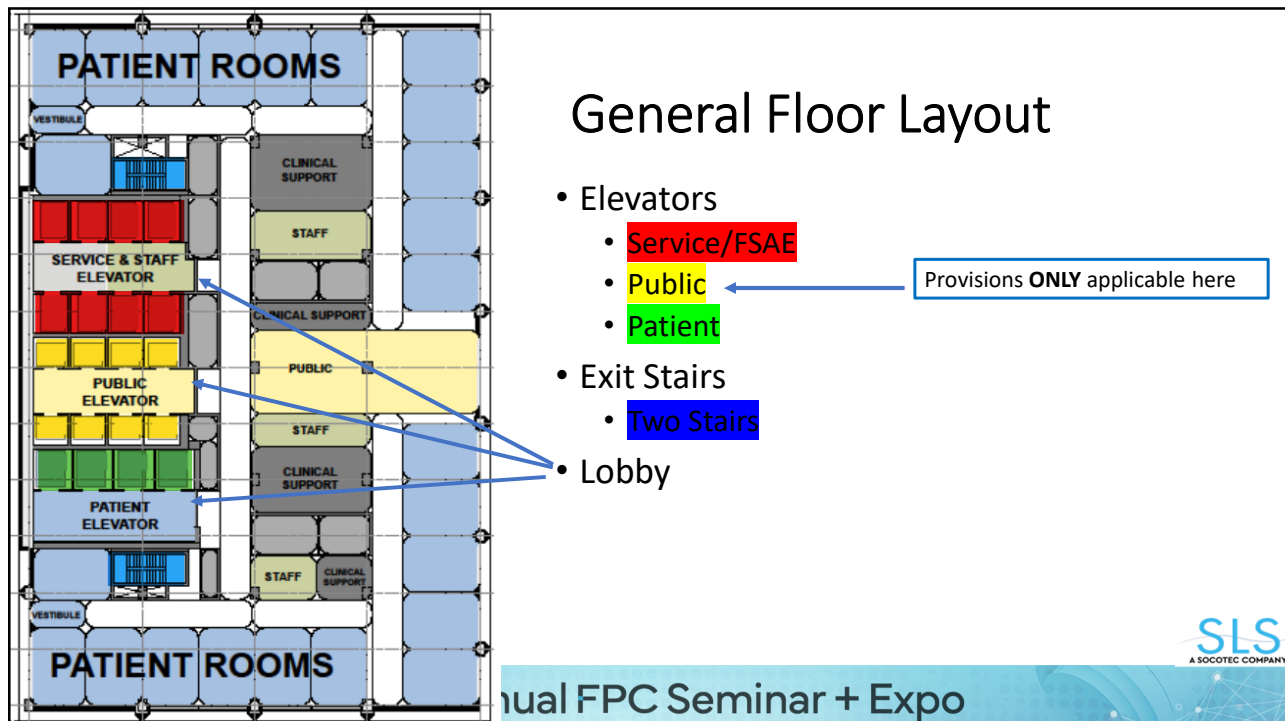 PATIENT ROOMS
VESTIBULE
CLINICAL
SUPPORT
STAFF
SERVICE & STAFF
ELEVATOR
CLINICAL SUPPORT
PUBLIC
PUBLIC
ELEVATOR
STAFF
CLINICAL
SUPPORT
PATIENT
ELEVATOR
STAFF
CLINICAL
SUPPORT
VESTIBULE
PATIENT ROOMS
General Floor Layout
• Elevators
• Service/FSAE
• Public
Provisions ONLY applicable here
• Patient
• Exit Stairs
• Two Stairs
• Lobby
SLS
A SOCOTEC COMPANY
nual FPC Seminar + Expo